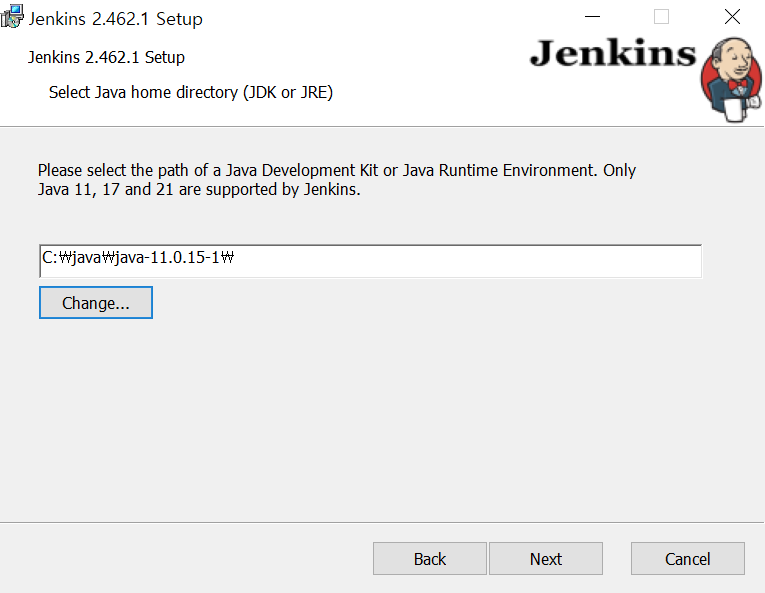 Jenkins 2.462.1 Setup
Jenkins 2.462.1 Setup
Jenkins
Select Java home directory (JDK or JRE)
Please select the path of a Java Development Kit or Java Runtime Environment. Only
Java 11, 17 and 21 are supported by Jenkins.
C:₩java₩java-11.0.15-1₩
Change...
Back
Next
Cancel